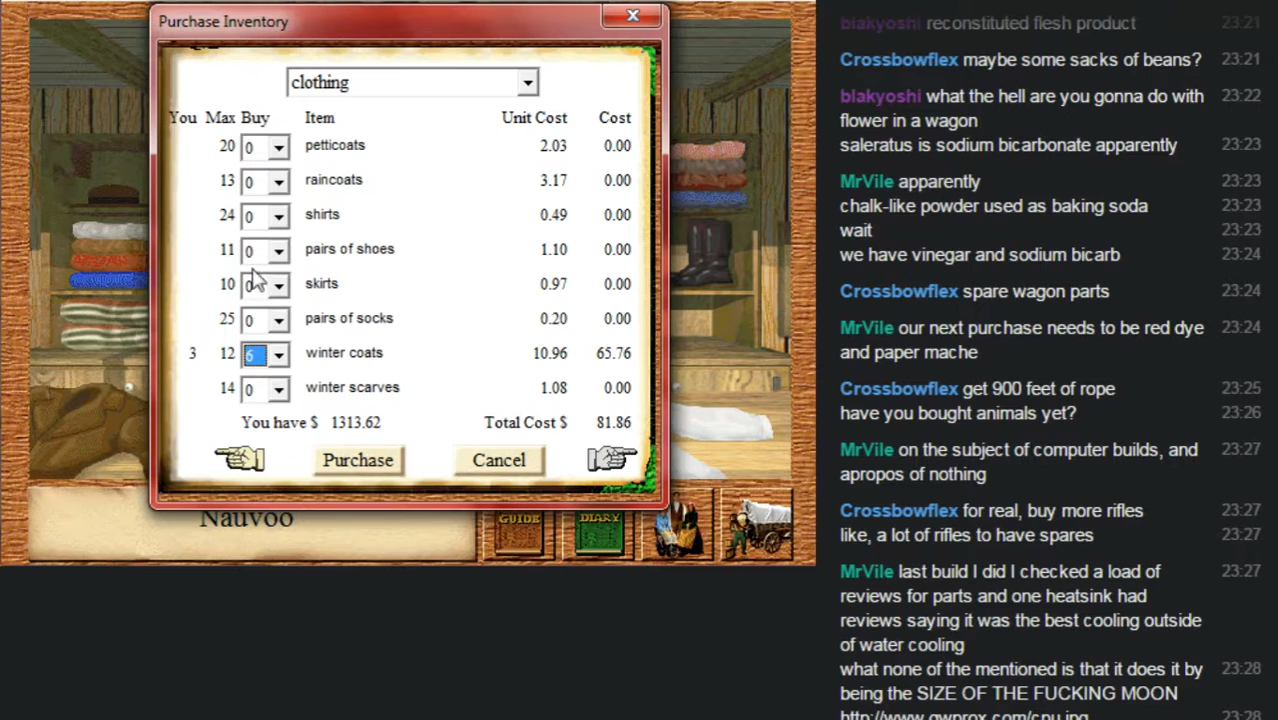 Purchase Inventory
clothing
You Max Buy Item Unit Cost Cost
20 0 petticoats 2.03 0.00
13 0 raincoats 3.17 0.00
24 0 shirts 0.49 0.00
11 0 pairs of shoes 1.10 0.00
10 0 skirts 0.97 0.00
25 0 pairs of socks 0.20 0.00
3 12 6 winter coats 10.96 65.76
14 0 winter scarves 1.08 0.00
You have $ 1313.62 Total Cost $ 81.86
Purchase Cancel
Nauvoo
GUIDE DIARY
blakyoshi reconstituted flesh product 23:21
Crossbowflex maybe some sacks of beans? 23:21
blakyoshi what the hell are you gonna do with 23:22
flower in a wagon
saleratus is sodium bicarbonate apparently 23:23
MrVile apparently 23:23
chalk-like powder used as baking soda 23:23
wait 23:23
we have vinegar and sodium bicarb 23:24
Crossbowflex spare wagon parts 23:24
MrVile our next purchase needs to be red dye 23:24
and paper mache
Crossbowflex get 900 feet of rope 23:25
have you bought animals yet? 23:26
MrVile on the subject of computer builds, and 23:27
apropos of nothing
Crossbowflex for real, buy more rifles 23:27
like, a lot of rifles to have spares 23:27
MrVile last build I did I checked a load of 23:27
reviews for parts and one heatsink had
reviews saying it was the best cooling outside
of water cooling
what none of the mentioned is that it does it by 23:28
being the SIZE OF THE FUCKING MOON
http://www.gwprox.com/cpu.jpg 23:28